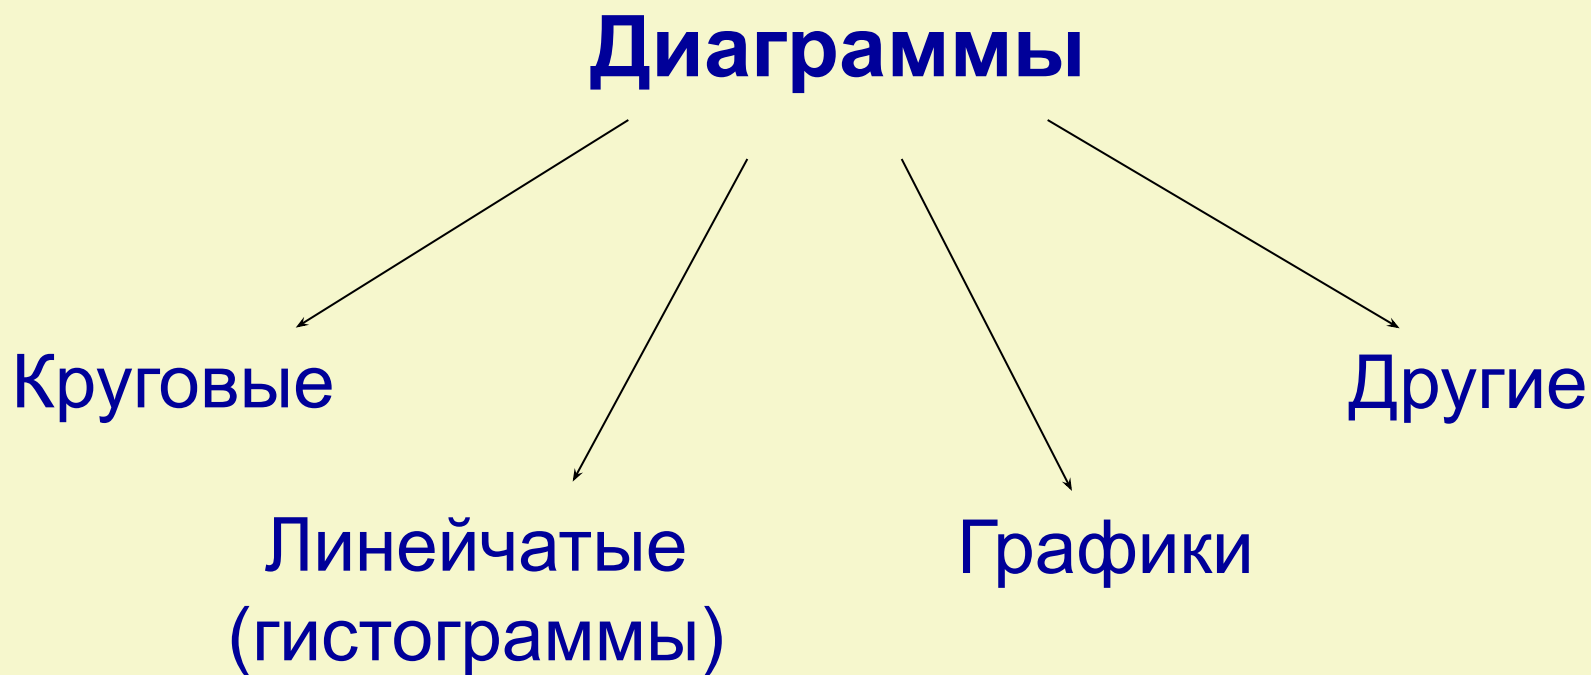 Диаграммы
Круговые
Другие
Линейчатые
(гистограммы)
Графики